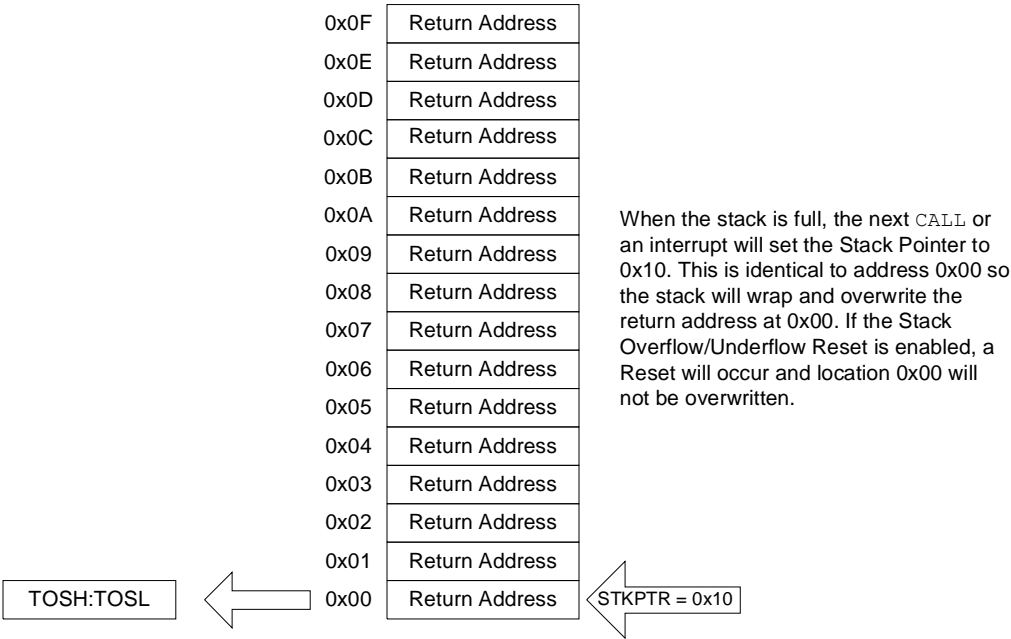 0x0F Return Address
0x0E Return Address
0x0D Return Address
0x0C Return Address
0x0B Return Address
0x0A Return Address
0x09 Return Address
0x08 Return Address
0x07 Return Address
0x06 Return Address
0x05 Return Address
0x04 Return Address
0x03 Return Address
0x02 Return Address
0x01 Return Address
TOSH:TOSL 0x00 Return Address STKPTR = 0x10
When the stack is full, the next CALL or
an interrupt will set the Stack Pointer to
0x10. This is identical to address 0x00 so
the stack will wrap and overwrite the
return address at 0x00. If the Stack
Overflow/Underflow Reset is enabled, a
Reset will occur and location 0x00 will
not be overwritten.